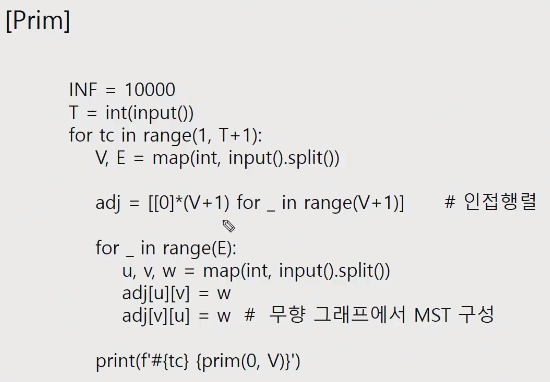 [Prim]
INF = 10000
T = int(input())
for tc in range(1, T+1):
V, E = map(int, input().split())
adj = [[0]*(V+1) for _ in range(V+1)] # 인접행렬
for _ in range(E):
u, v, w = map(int, input().split())
adj[u][v] = w
adj[v][u] = w # 무향 그래프에서 MST 구성
print(f'#{tc} {prim(0, V)}')